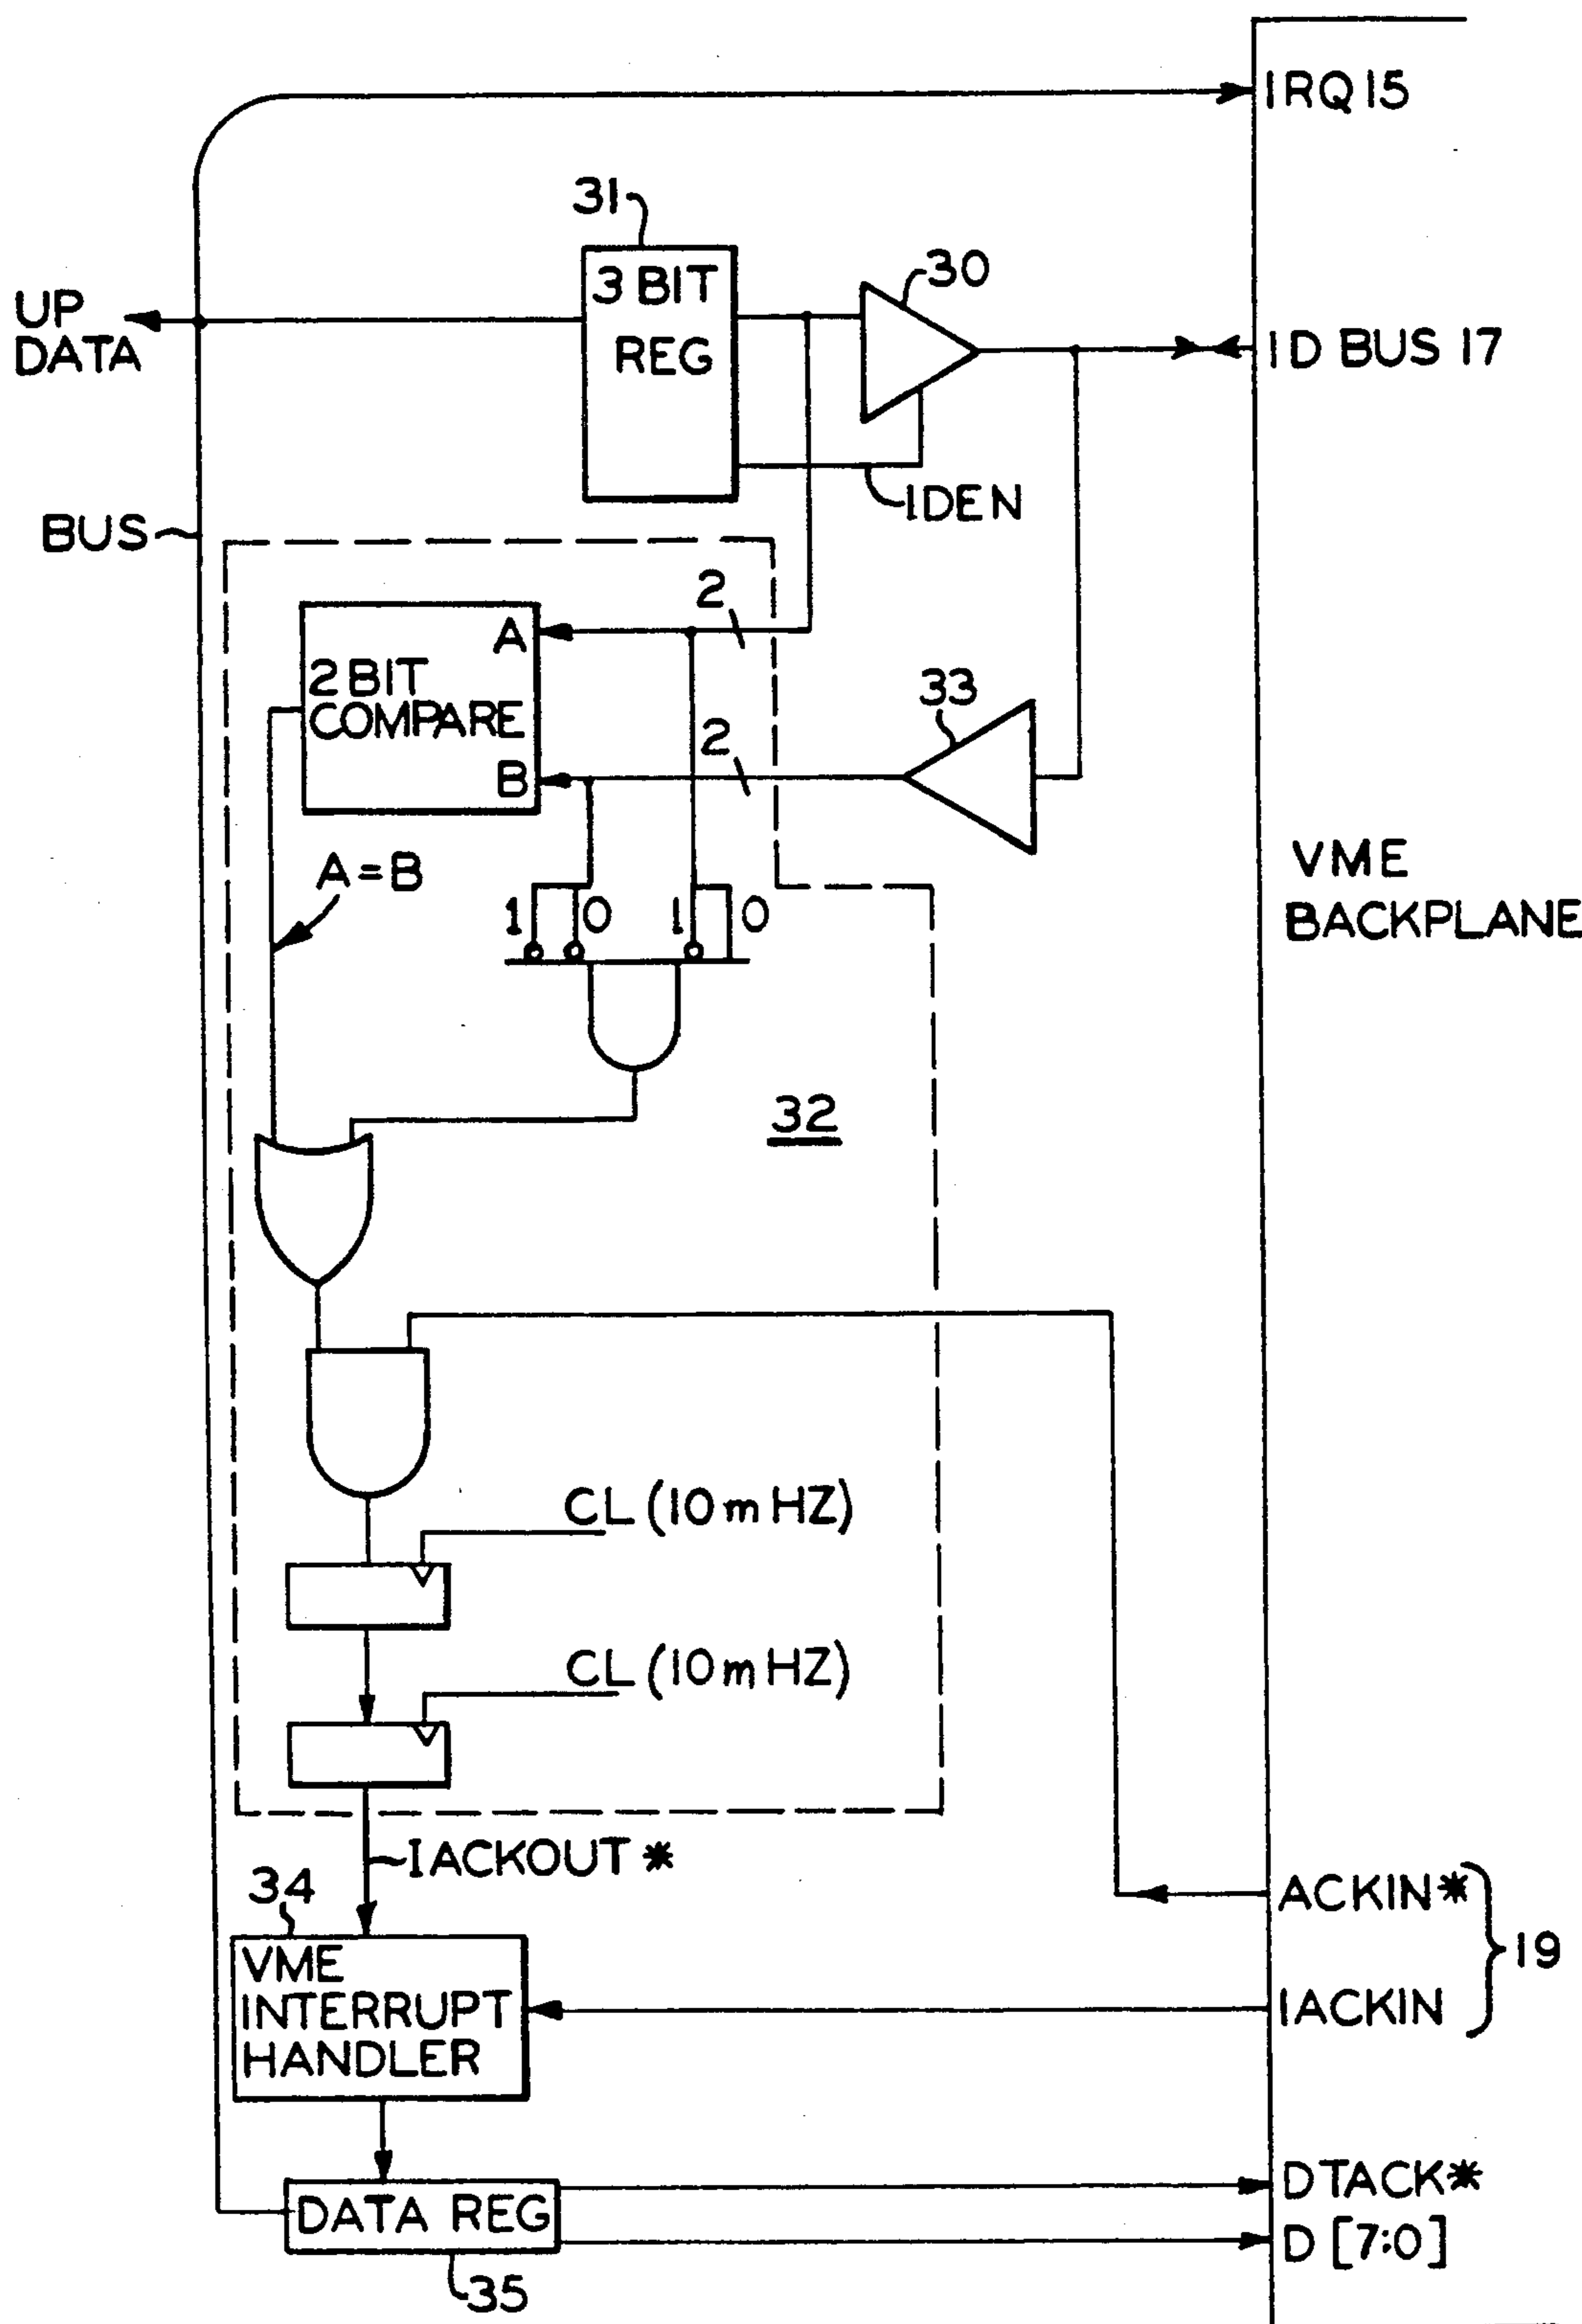 IRQ 15
31
3 BIT
REG
30
UP
DATA
ID BUS 17
IDEN
BUS
2
A
2 BIT
COMPARE
33
2
B
A=B
1 0 1 0
VME
BACKPLANE
32
CL (10 m HZ)
CL (10 m HZ)
IACKOUT *
34
ACKIN*
19
VME
INTERRUPT
HANDLER
IACKIN
DTACK*
DATA REG
D [7:0]
35